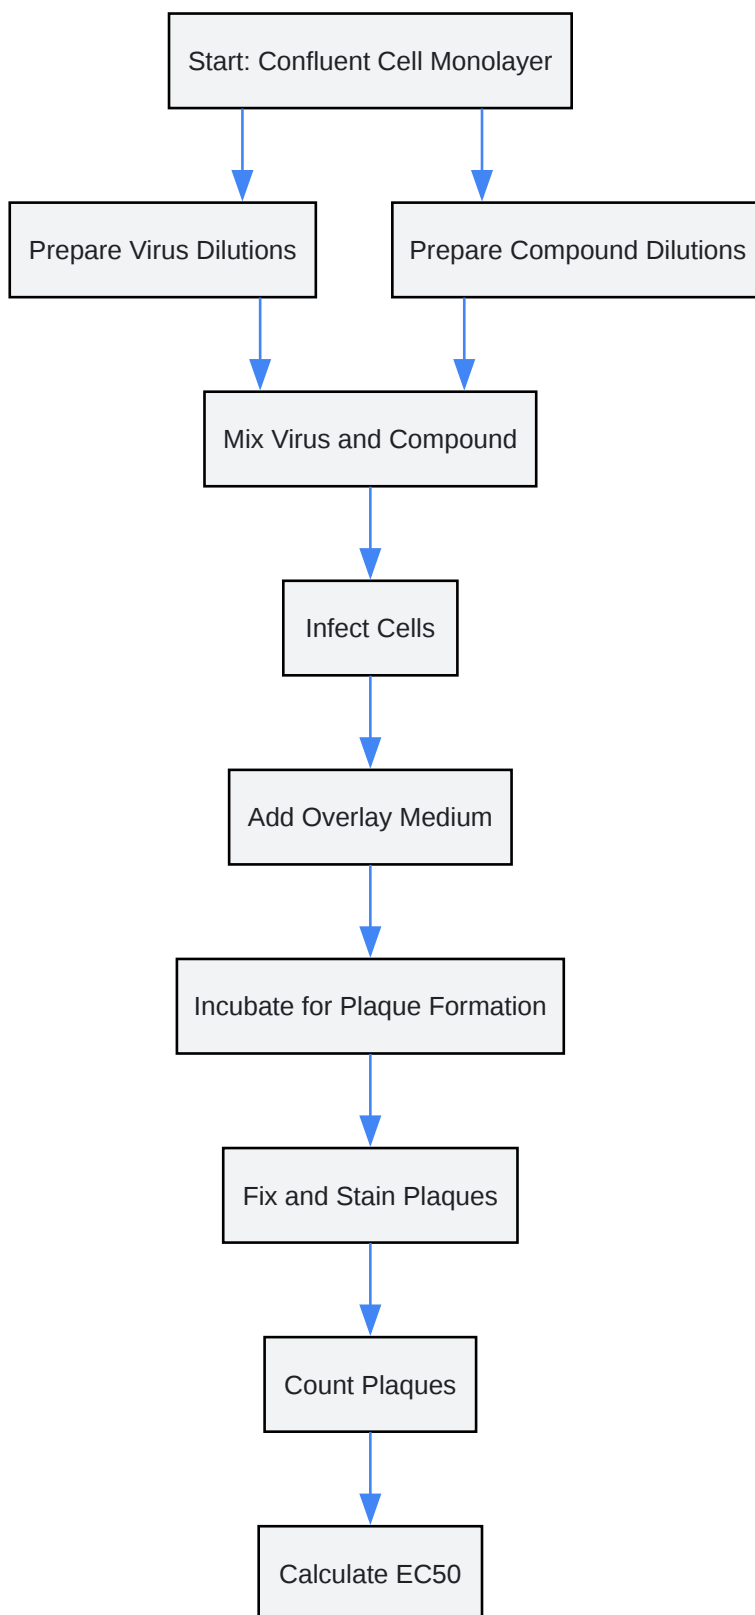 Start: Confluent Cell Monolayer
Prepare Virus Dilutions
Prepare Compound Dilutions
Mix Virus and Compound
Infect Cells
Add Overlay Medium
Incubate for Plaque Formation
Fix and Stain Plaques
Count Plaques
Calculate EC50